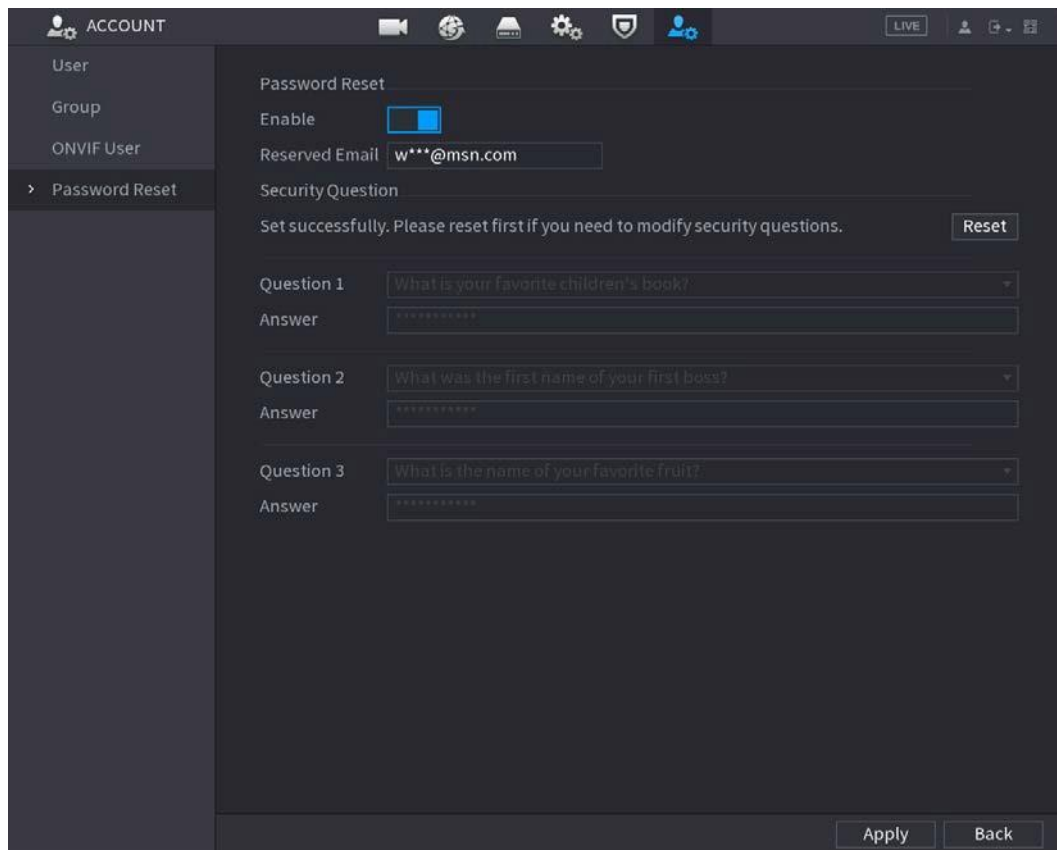 ACCOUNT
LIVE
User
Group
ONVIF User
Password Reset
Password Reset
Enable
Reserved Email w***@msn.com
Security Question
Set successfully. Please reset first if you need to modify security questions. Reset
Question 1 What is your favorite children's book?
Answer ***********
Question 2 What was the first name of your first boss?
Answer ***********
Question 3 What is the name of your favorite fruit?
Answer ***********
Apply Back